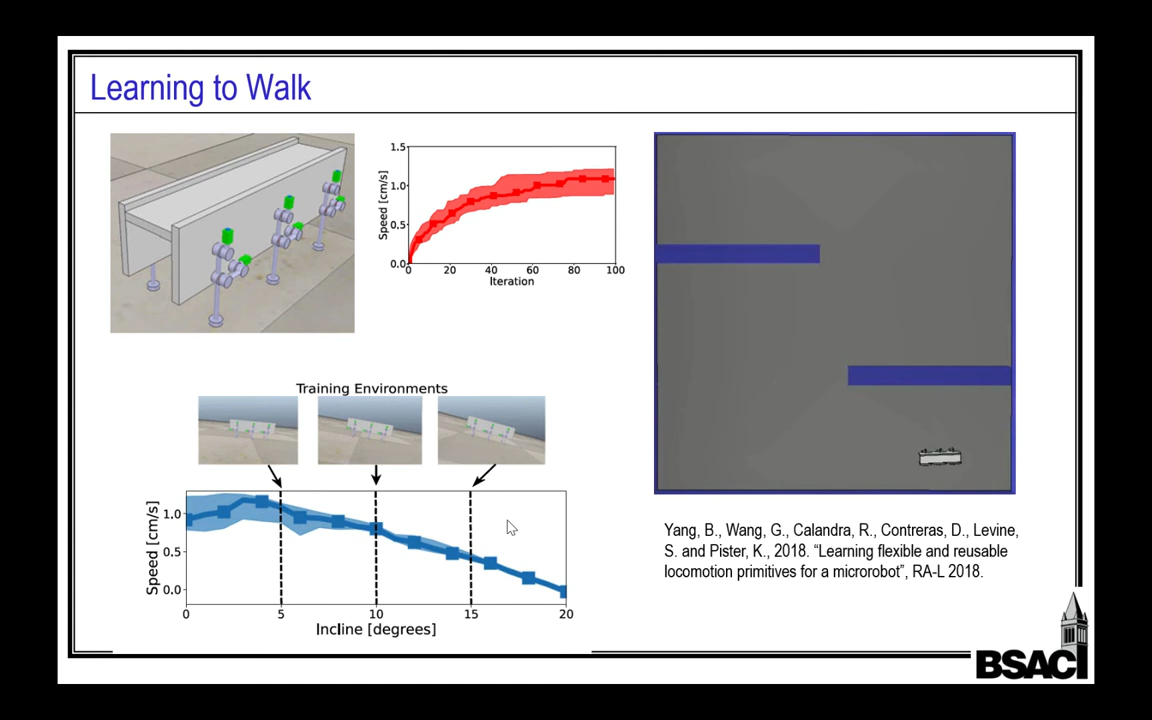 Learning to Walk
1.5
1.0
0.5
0.0
Speed [cm/s]
0 20 40 60 80 100
Iteration
Training Environments
1.0
0.5
0.0
Speed [cm/s]
0 5 10 15 20
Incline [degrees]
Yang, B., Wang, G., Calandra, R., Contreras, D., Levine,
S. and Pister, K., 2018. “Learning flexible and reusable
locomotion primitives for a microrobot”, RA-L 2018.
BSAC